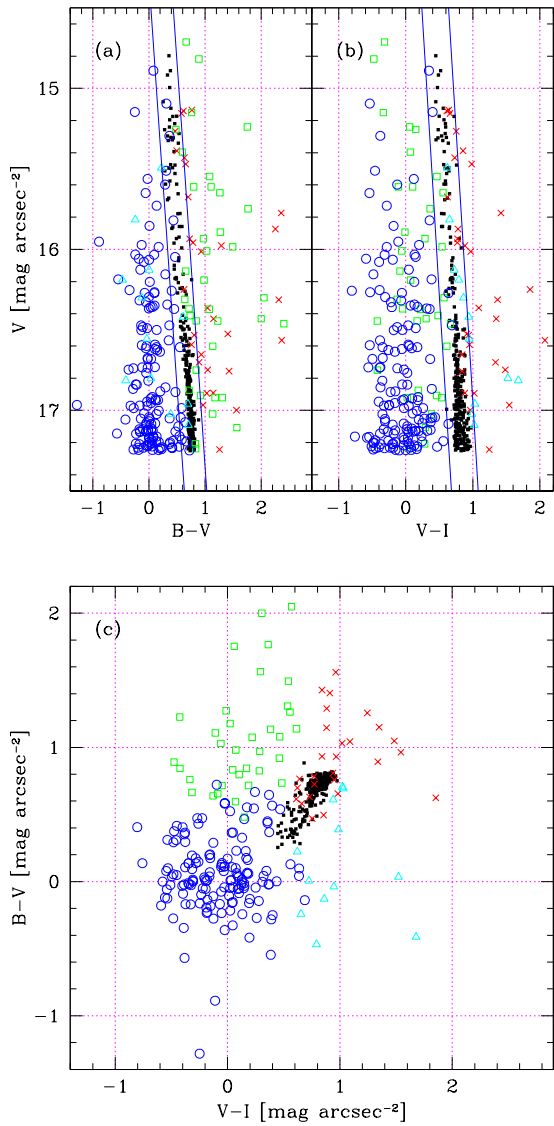 (a)
(b)
15
16
17
V [mag arcsec−2]
−1 0 1 2
−1 0 1 2
B−V
V−I
(c)
2
1
0
−1
B−V [mag arcsec−2]
−1 0 1 2
V−I [mag arcsec−2]